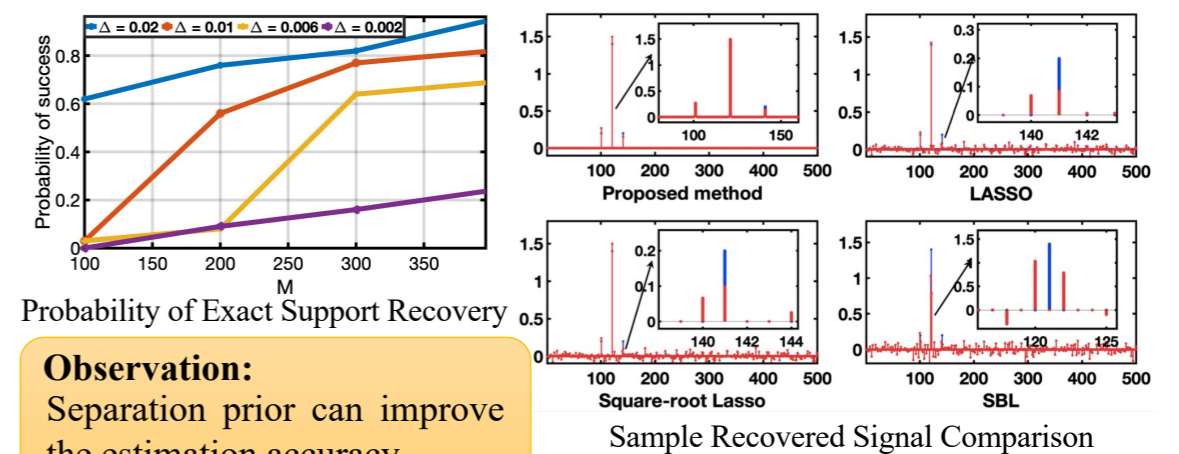 Δ = 0.02 Δ = 0.01 Δ = 0.006 Δ = 0.002
Probability of success
0.8
0.6
0.4
0.2
0
100 150 200 250 300 350
M
Probability of Exact Support Recovery
Observation:
Separation prior can improve
the estimation accuracy
1.5
1
0.5
0
100 200 300 400 500
1.5
1
0.5
0
100 150
Proposed method
1.5
1
0.5
0
100 200 300 400 500
0.3
0.2
0.1
0
140 142
LASSO
1.5
1
0.5
0
100 200 300 400 500
0.2
0.1
0
140 142 144
Square-root Lasso
1.5
1
0.5
0
100 200 300 400 500
1.5
1
0.5
0
120 125
SBL
Sample Recovered Signal Comparison